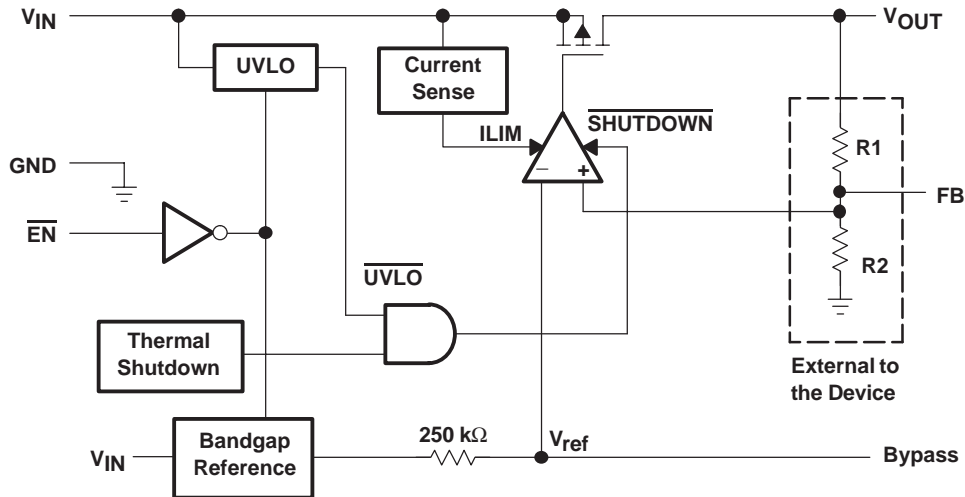 VIN
VOUT
UVLO
Current
Sense
SHUTDOWN
ILIM
R1
GND
− +
FB
EN
R2
UVLO
Thermal
Shutdown
External to
the Device
250 kΩ
Vref
Bandgap
Reference
VIN
Bypass